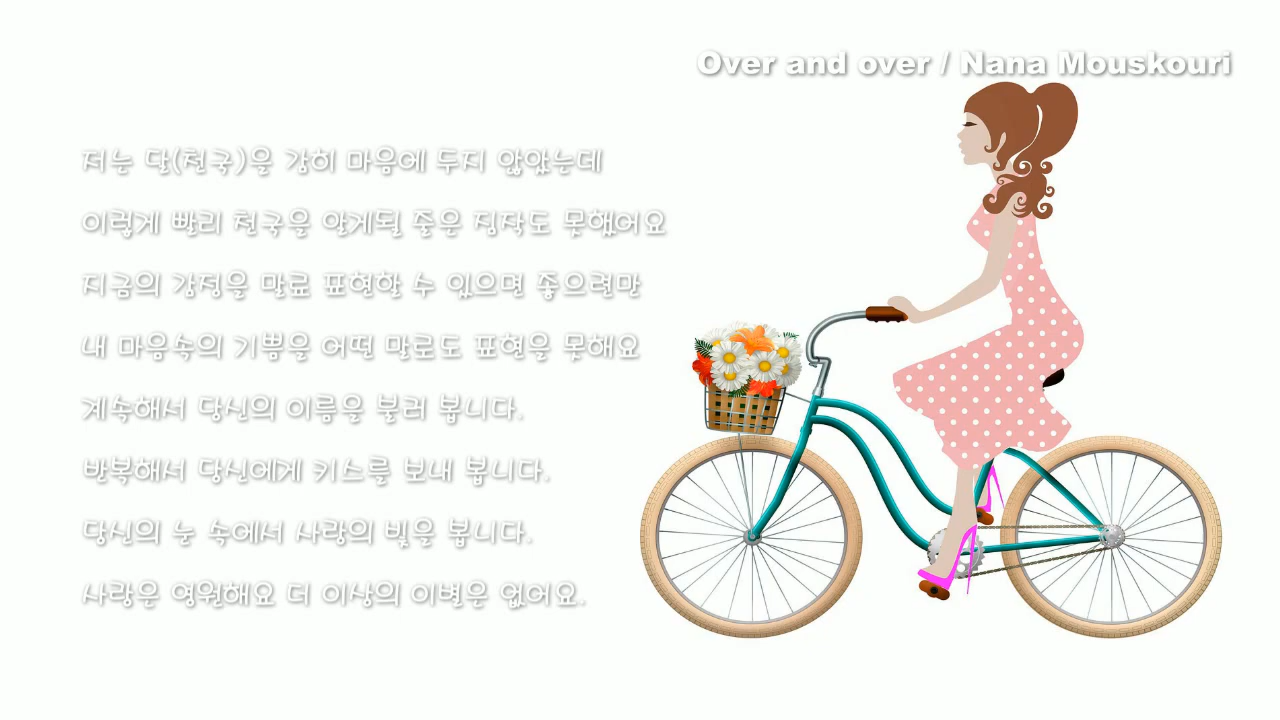 Over and over / Nana Mouskouri
저는 달(천국)을 감히 마음에 두지 않았는데
이렇게 빨리 천국을 알게될 줄은 짐작도 못했어요
지금의 감정을 말로 표현할 수 있으면 좋으련만
내 마음속의 기쁨을 어떤 말로도 표현을 못해요
계속해서 당신의 이름을 불러 봅니다.
반복해서 당신에게 키스를 보내 봅니다.
당신의 눈 속에서 사랑의 빛을 봅니다.
사랑은 영원해요 더 이상의 이별은 없어요.